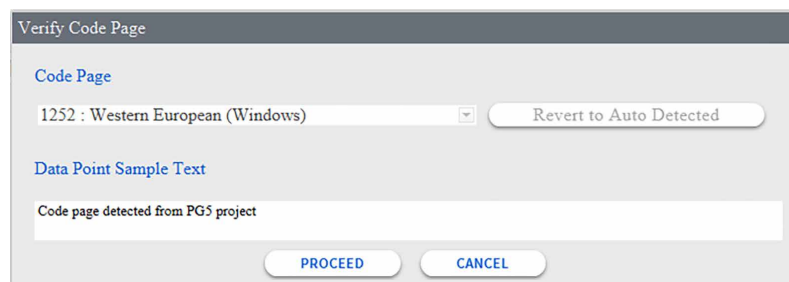 Verify Code Page
Code Page
1252 : Western European (Windows)
Revert to Auto Detected
Data Point Sample Text
Code page detected from PG5 project
PROCEED
CANCEL